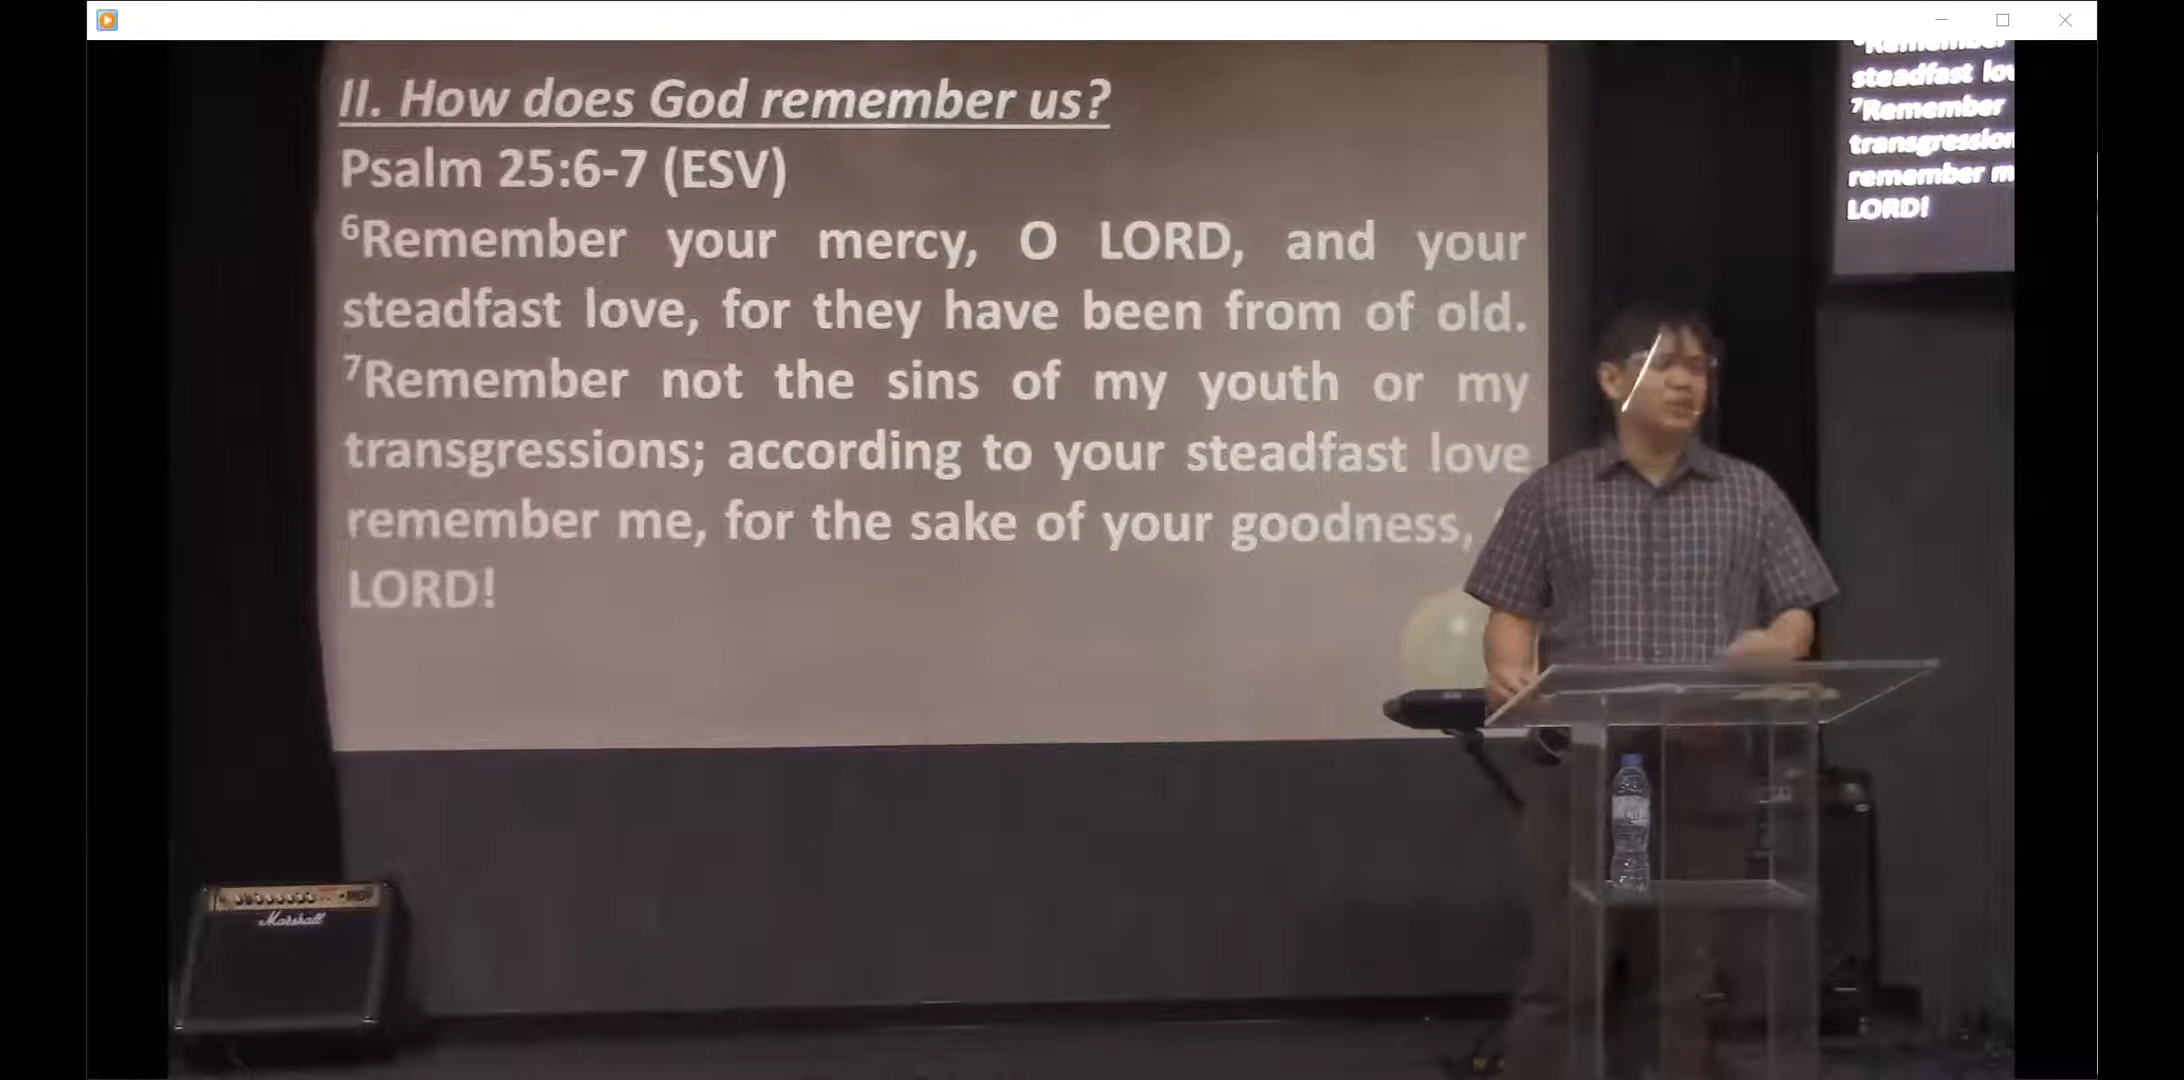 II. How does God remember us?
Psalm 25:6-7 (ESV)
⁶Remember your mercy, O LORD, and your
steadfast love, for they have been from of old.
⁷Remember not the sins of my youth or my
transgressions; according to your steadfast love
remember me, for the sake of your goodness,
LORD!
Remember
steadfast
⁷Remember
remember
LORD!
Marshall